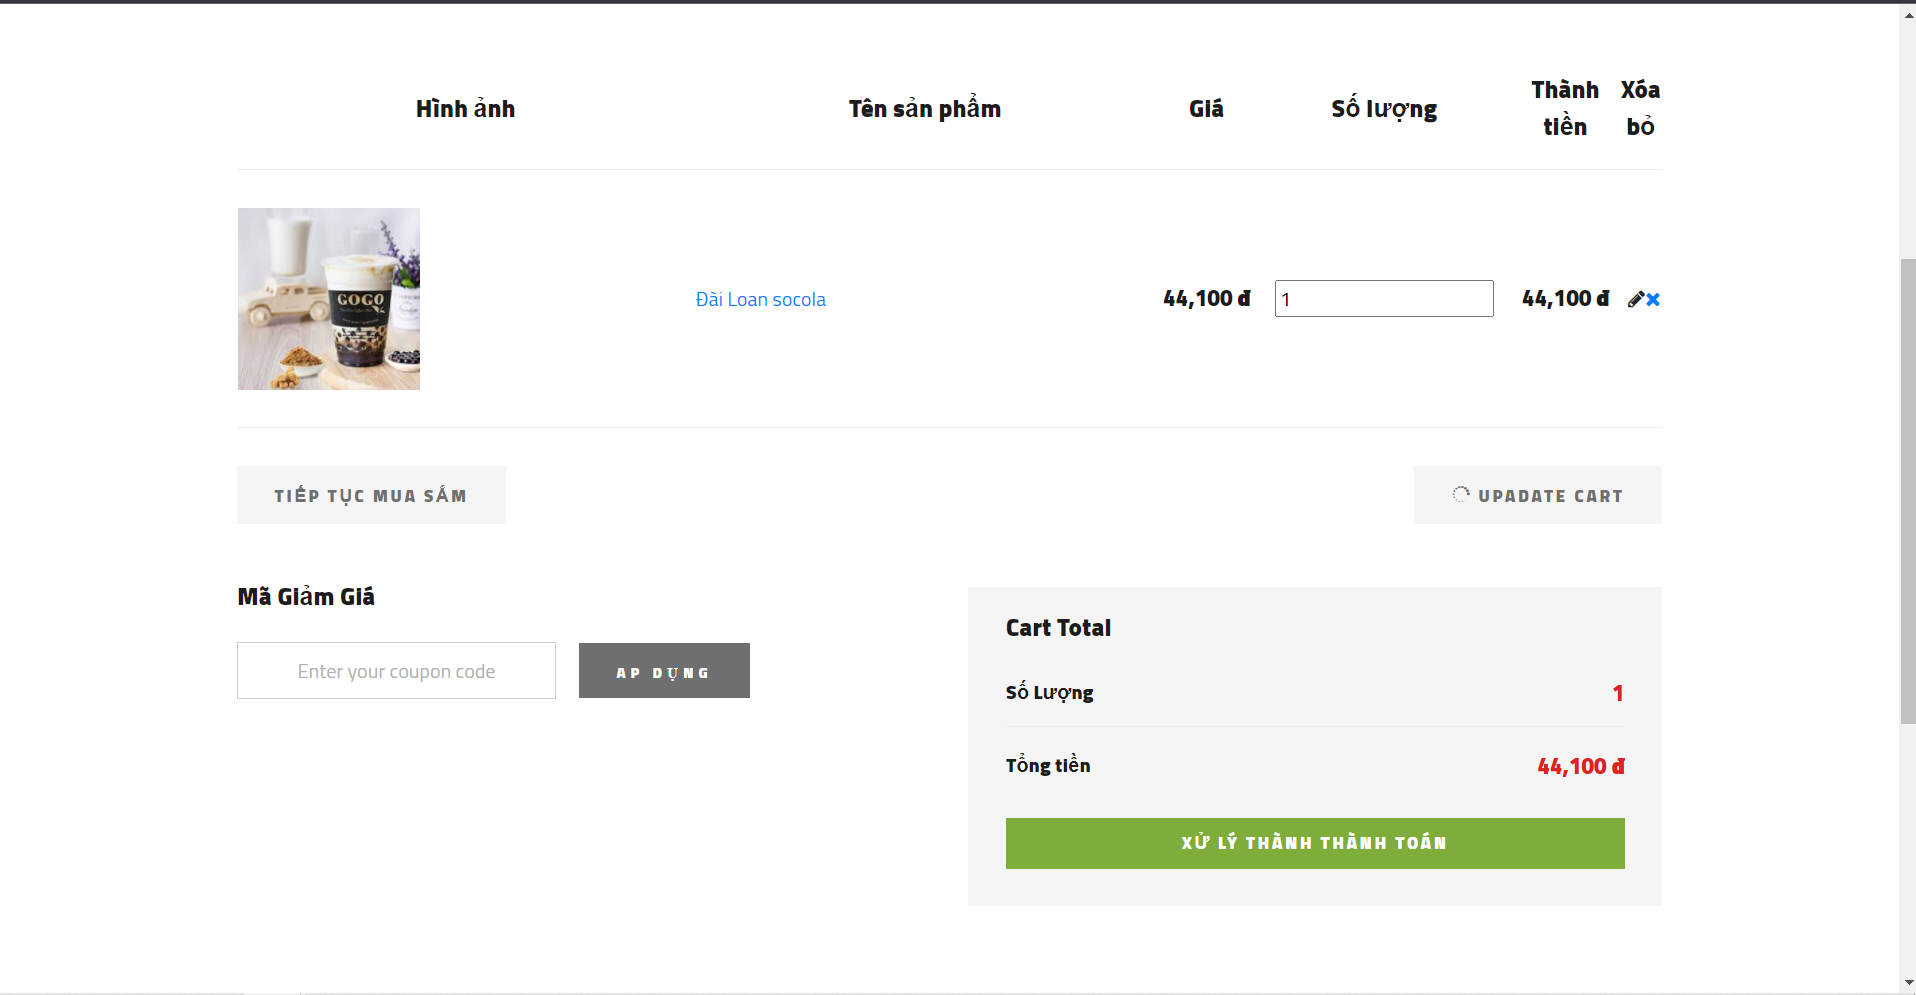 Hình ảnh Tên sản phẩm Giá Số lượng Thành tiền Xóa bỏ
GOGO
Đài Loan socola 44,100 đ 1 44,100 đ
TIẾP TỤC MUA SẮM UPADATE CART
Mã Giảm Giá
Enter your coupon code AP DỤNG
Cart Total
Số Lượng 1
Tổng tiền 44,100 đ
XỬ LÝ THÀNH THÀNH TOÁN